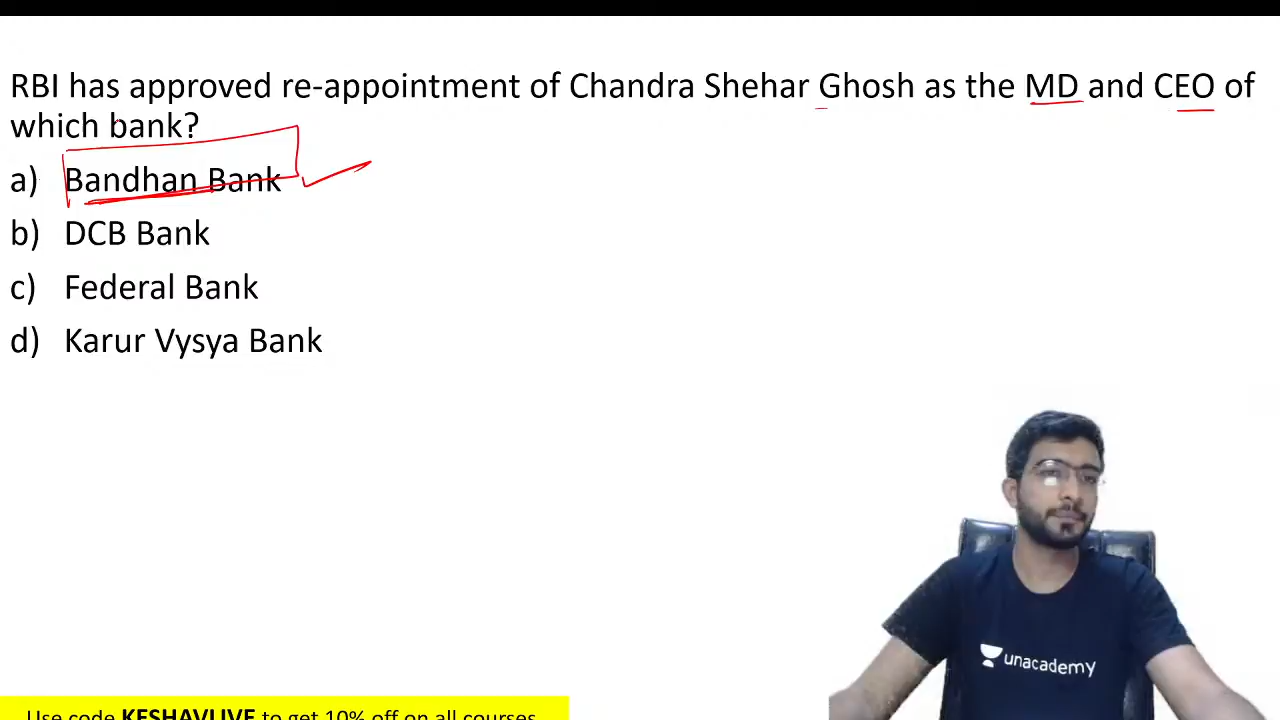 RBI has approved re-appointment of Chandra Shehar Ghosh as the MD and CEO of
which bank?
a) Bandhan Bank
b) DCB Bank
c) Federal Bank
d) Karur Vysya Bank
unacademy
Use code KESHAVLIVE to get 10% off on all courses